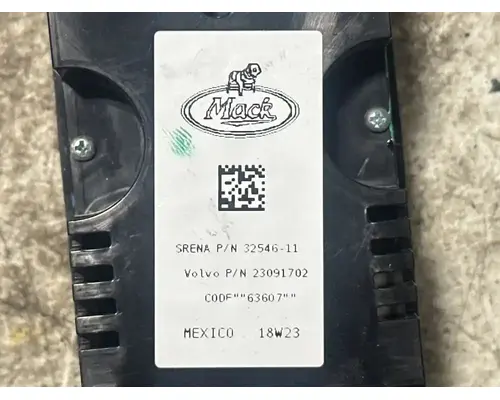 Mack
SRENA P/N 32546-11
Volvo P/N 23091702
CODE""63607""
MEXICO 18W23